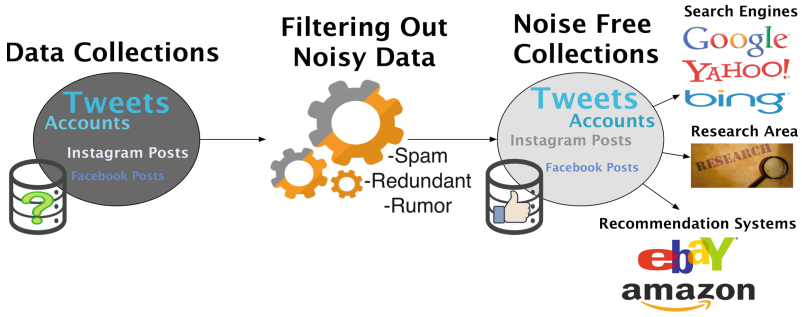 Data Collections
Tweets
Accounts
Instagram Posts
Facebook Posts
?
Filtering Out
Noisy Data
-Spam
-Redundant
-Rumor
Noise Free
Collections
Tweets
Accounts
Instagram Posts
Facebook Posts
Search Engines
Google
YAHOO!
bing™
Research Area
RESEARCH
Recommendation Systems
ebaY
amazon